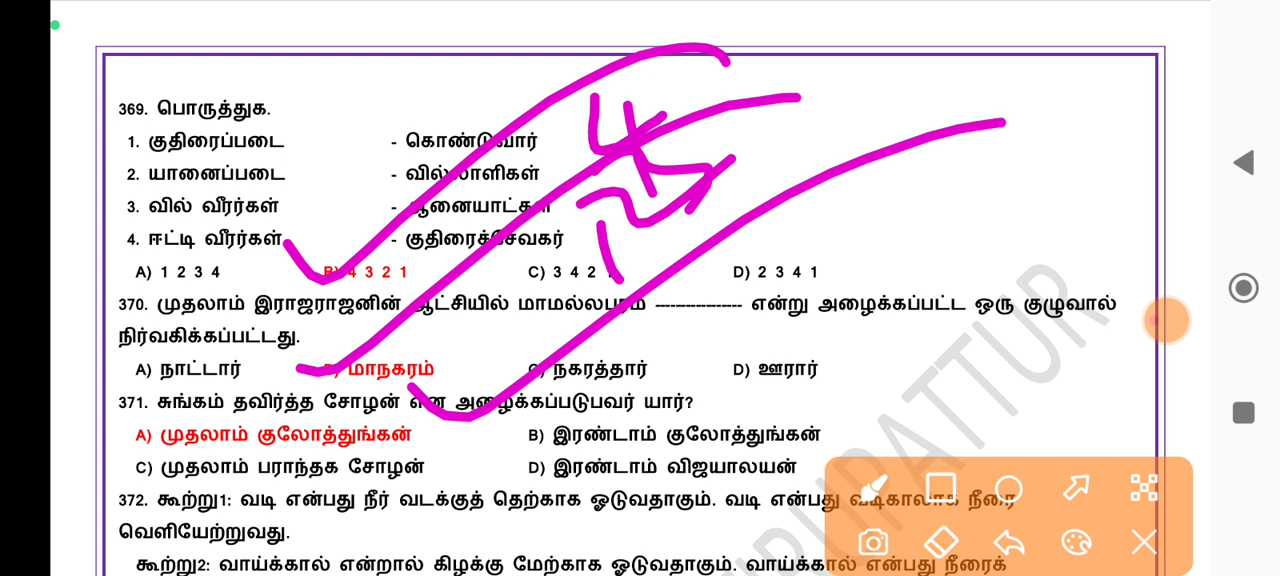 369. பொருத்துக.
1. குதிரைப்படை - கொண்டுவார்
2. யானைப்படை - வில்லாளிகள்
3. வில் வீரர்கள் - ஆனையாட்கள்
4. ஈட்டி வீரர்கள் - குதிரைச்சேவகர்
A) 1 2 3 4 B) 4 3 2 1 C) 3 4 2 D) 2 3 4 1
370. முதலாம் இராஜராஜனின் ஆட்சியில் மாமல்லபுரம் ---------------- என்று அழைக்கப்பட்ட ஒரு குழுவால்
நிர்வகிக்கப்பட்டது.
A) நாட்டார் B) மாநகரம் C) நகரத்தார் D) ஊரார்
371. சுங்கம் தவிர்த்த சோழன் என அழைக்கப்படுபவர் யார்?
A) முதலாம் குலோத்துங்கன் B) இரண்டாம் குலோத்துங்கன்
C) முதலாம் பராந்தக சோழன் D) இரண்டாம் விஜயாலயன்
372. கூற்று1: வடி என்பது நீர் வடக்குத் தெற்காக ஓடுவதாகும். வடி என்பது வடிகாலாக நீரை
வெளியேற்றுவது.
கூற்று2: வாய்க்கால் என்றால் கிழக்கு மேற்காக ஓடுவதாகும். வாய்க்கால் என்பது நீரைக்